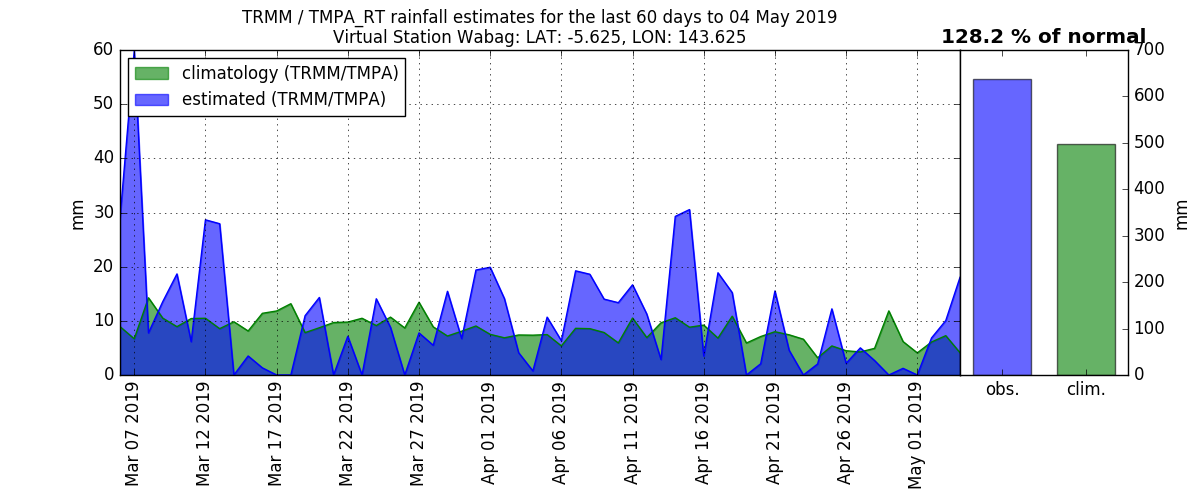 TRMM / TMPA_RT rainfall estimates for the last 60 days to 04 May 2019
Virtual Station Wabag: LAT: -5.625, LON: 143.625
128.2 % of normal
climatology (TRMM/TMPA)
estimated (TRMM/TMPA)
60
50
40
30
20
10
0
mm
Mar 07 2019
Mar 12 2019
Mar 17 2019
Mar 22 2019
Mar 27 2019
Apr 01 2019
Apr 06 2019
Apr 11 2019
Apr 16 2019
Apr 21 2019
Apr 26 2019
May 01 2019
700
600
500
400
300
200
100
0
mm
obs.
clim.